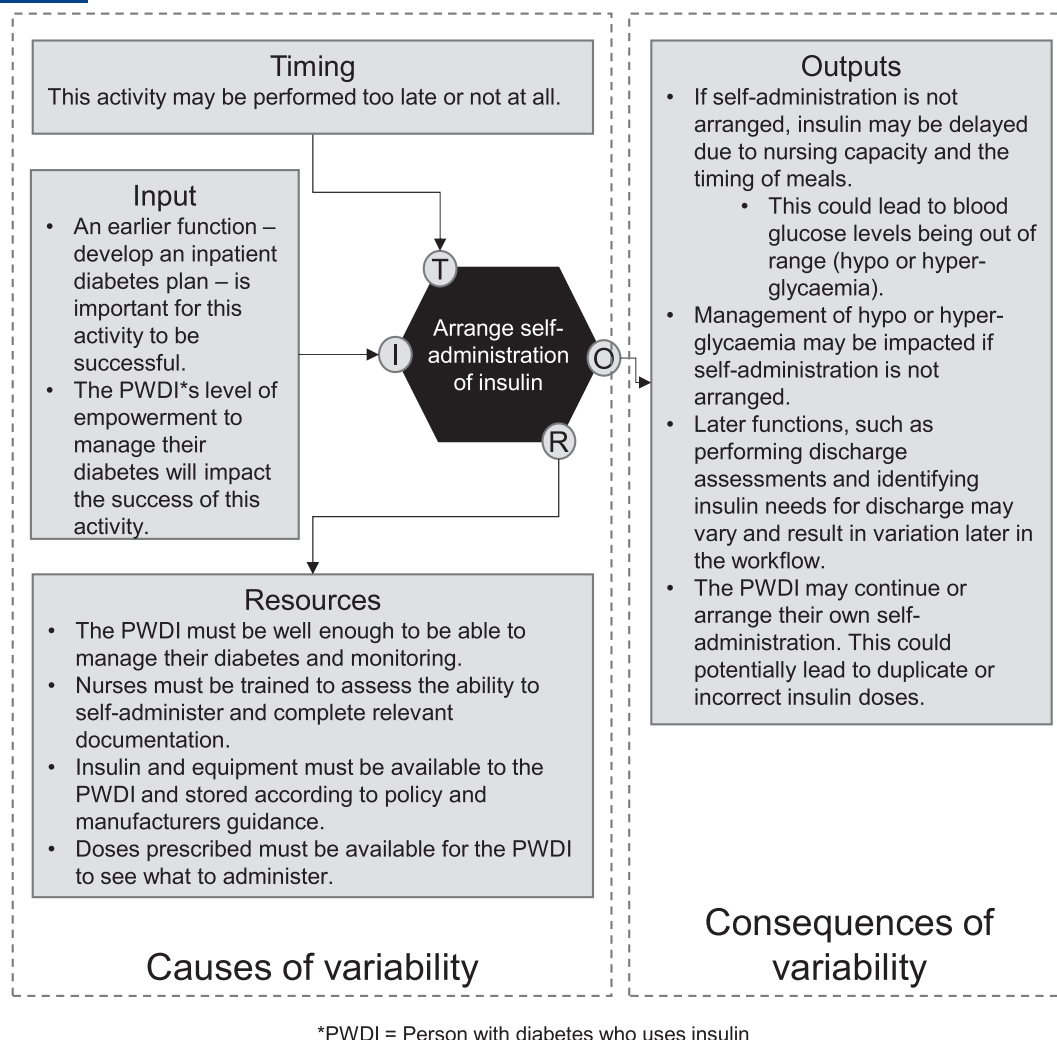 Timing
This activity may be performed too late or not at all.
Input
• An earlier function –
develop an inpatient
diabetes plan – is
important for this
activity to be
successful.
• The PWDI*s level of
empowerment to
manage their
diabetes will impact
the success of this
activity.
T
I
Arrange self-
administration
of insulin
O
R
Resources
• The PWDI must be well enough to be able to
manage their diabetes and monitoring.
• Nurses must be trained to assess the ability to
self-administer and complete relevant
documentation.
• Insulin and equipment must be available to the
PWDI and stored according to policy and
manufacturers guidance.
• Doses prescribed must be available for the PWDI
to see what to administer.
Causes of variability
Outputs
• If self-administration is not
arranged, insulin may be delayed
due to nursing capacity and the
timing of meals.
• This could lead to blood
glucose levels being out of
range (hypo or hyper-
glycaemia).
• Management of hypo or hyper-
glycaemia may be impacted if
self-administration is not
arranged.
• Later functions, such as
performing discharge
assessments and identifying
insulin needs for discharge may
vary and result in variation later in
the workflow.
• The PWDI may continue or
arrange their own self-
administration. This could
potentially lead to duplicate or
incorrect insulin doses.
Consequences of
variability
*PWDI = Person with diabetes who uses insulin